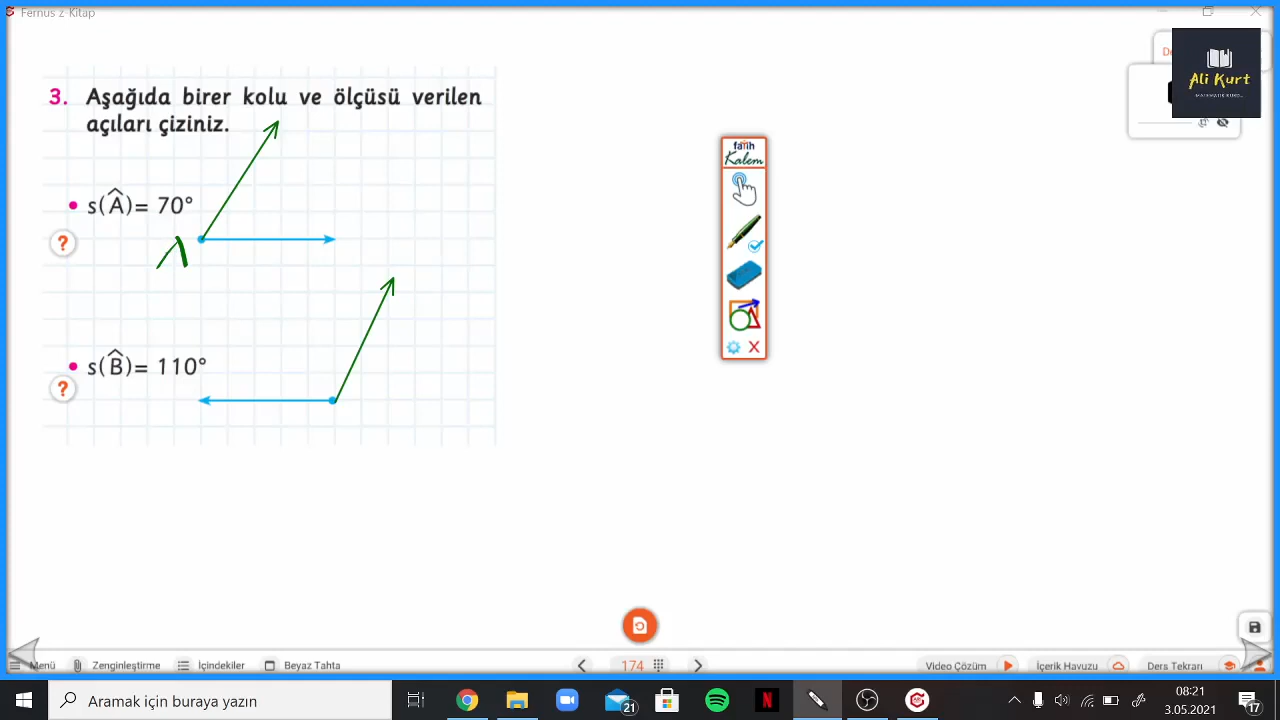 Fernus z-Kitap
De
Ali Kurt
3. Aşağıda birer kolu ve ölçüsü verilen
açıları çiziniz.
fatih
Kalem
• s(Â)= 70°
?
A
• s(B̂)= 110°
?
Menü Zenginleştirme İçindekiler Beyaz Tahta 174 Video Çözüm İçerik Havuzu Ders Tekrarı
Aramak için buraya yazın 21 N 08:21
3.05.2021 17